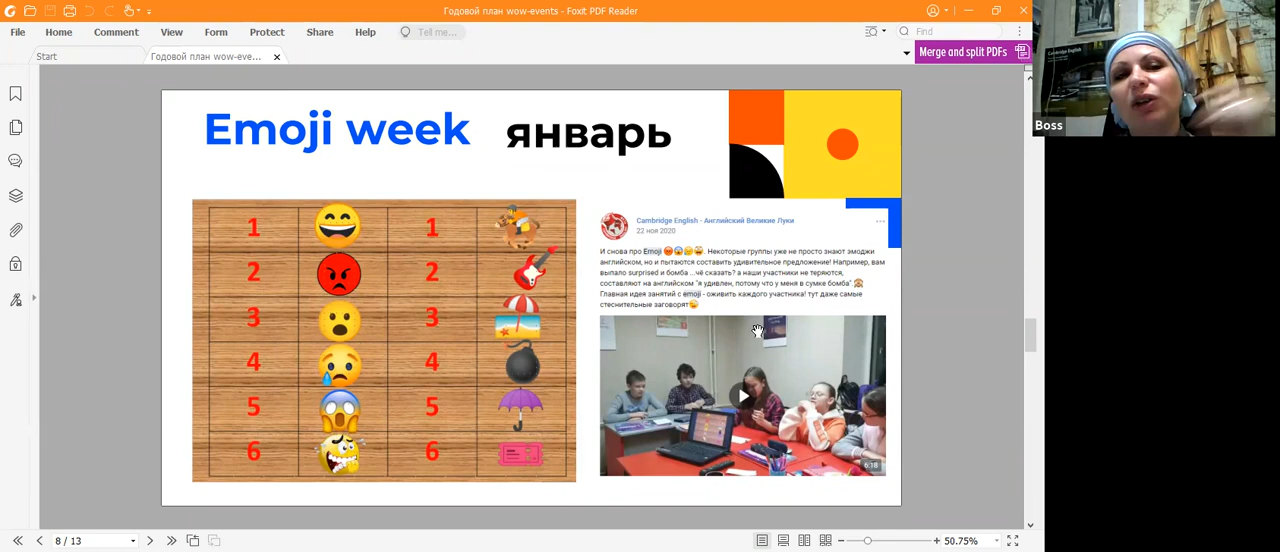 Годовой план wow-events - Foxit PDF Reader
File Home Comment View Form Protect Share Help Tell me... Find
Start Годовой план wow-eve... Merge and split PDFs
Cambridge English
Boss
Emoji week январь
1 1
2 2
3 3
4 4
5 5
6 6
Cambridge English - Английский Великие Луки
22 ноя 2020
И снова про Emoji 😡😱😲😄. Некоторые группы уже не просто знают эмоджи
английском, но и пытаются составить удивительное предложение! Например, вам
выпало surprised и бомба ...чё сказать? а наши участники не теряются,
составляют на английском "я удивлен, потому что у меня в сумке бомба".🙈
Главная идея занятий с emoji - оживить каждого участника! тут даже самые
стеснительные заговорят😉
6:18
8 / 13
50.75%